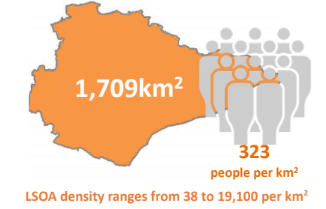 1,709km²
323
people per km²
LSOA density ranges from 38 to 19,100 per km²